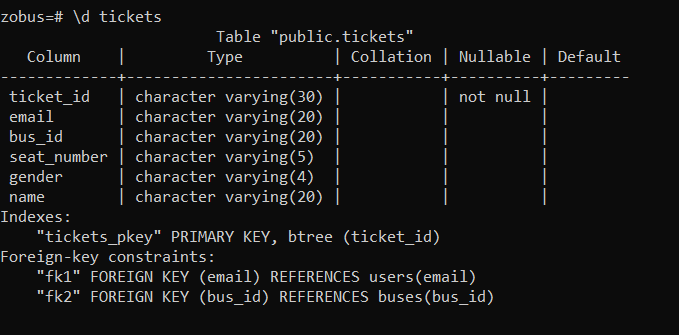 zobus=# \d tickets
                       Table "public.tickets"
   Column    |         Type          | Collation | Nullable | Default
-------------+-----------------------+-----------+----------+---------
 ticket_id   | character varying(30) |           | not null |
 email       | character varying(20) |           |          |
 bus_id      | character varying(20) |           |          |
 seat_number | character varying(5)  |           |          |
 gender      | character varying(4)  |           |          |
 name        | character varying(20) |           |          |
Indexes:
    "tickets_pkey" PRIMARY KEY, btree (ticket_id)
Foreign-key constraints:
    "fk1" FOREIGN KEY (email) REFERENCES users(email)
    "fk2" FOREIGN KEY (bus_id) REFERENCES buses(bus_id)